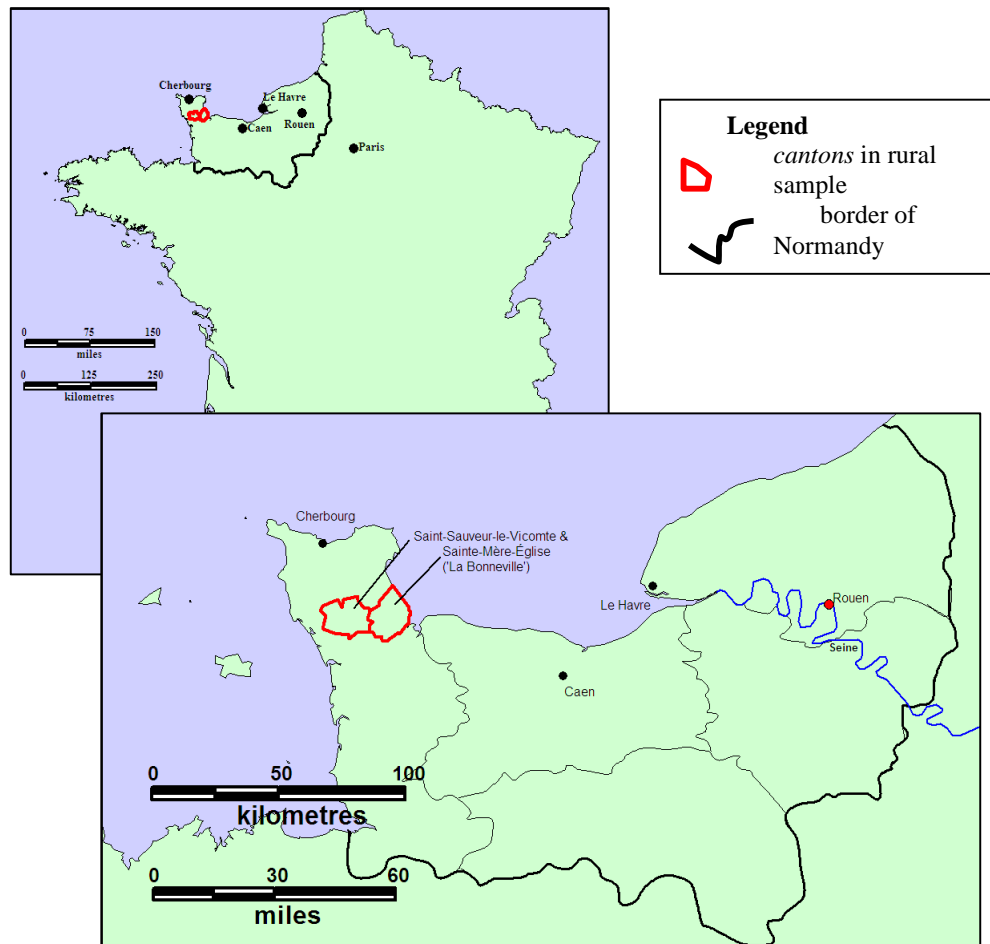 Cherbourg
Le Havre
Caen
Rouen
Paris
0 75 150
miles
0 125 250
kilometres
Legend
cantons in rural
sample
border of
Normandy
Cherbourg
Saint-Sauveur-le-Vicomte &
Sainte-Mère-Église
('La Bonneville')
Le Havre
Rouen
Seine
Caen
0 50 100
kilometres
0 30 60
miles